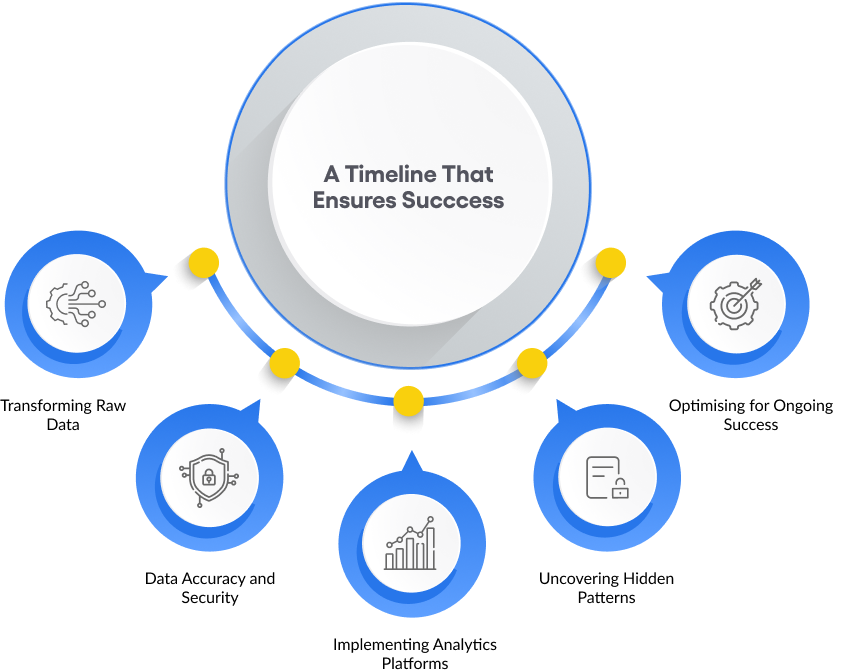 A Timeline That
Ensures Succcess
Transforming Raw
Data
Data Accuracy and
Security
Implementing Analytics
Platforms
Uncovering Hidden
Patterns
Optimising for Ongoing
Success